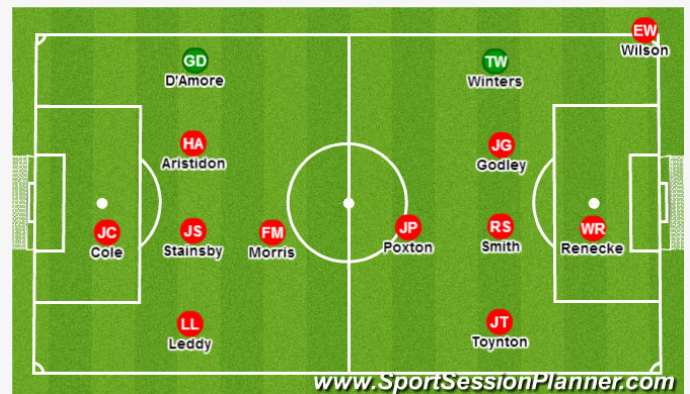 EW
Wilson
GD
D'Amore
TW
Winters
HA
Aristidon
JG
Godley
JC
Cole
JS
Stainsby
FM
Morris
JP
Poxton
RS
Smith
WR
Renecke
LL
Leddy
JT
Toynton
www.SportSessionPlanner.com